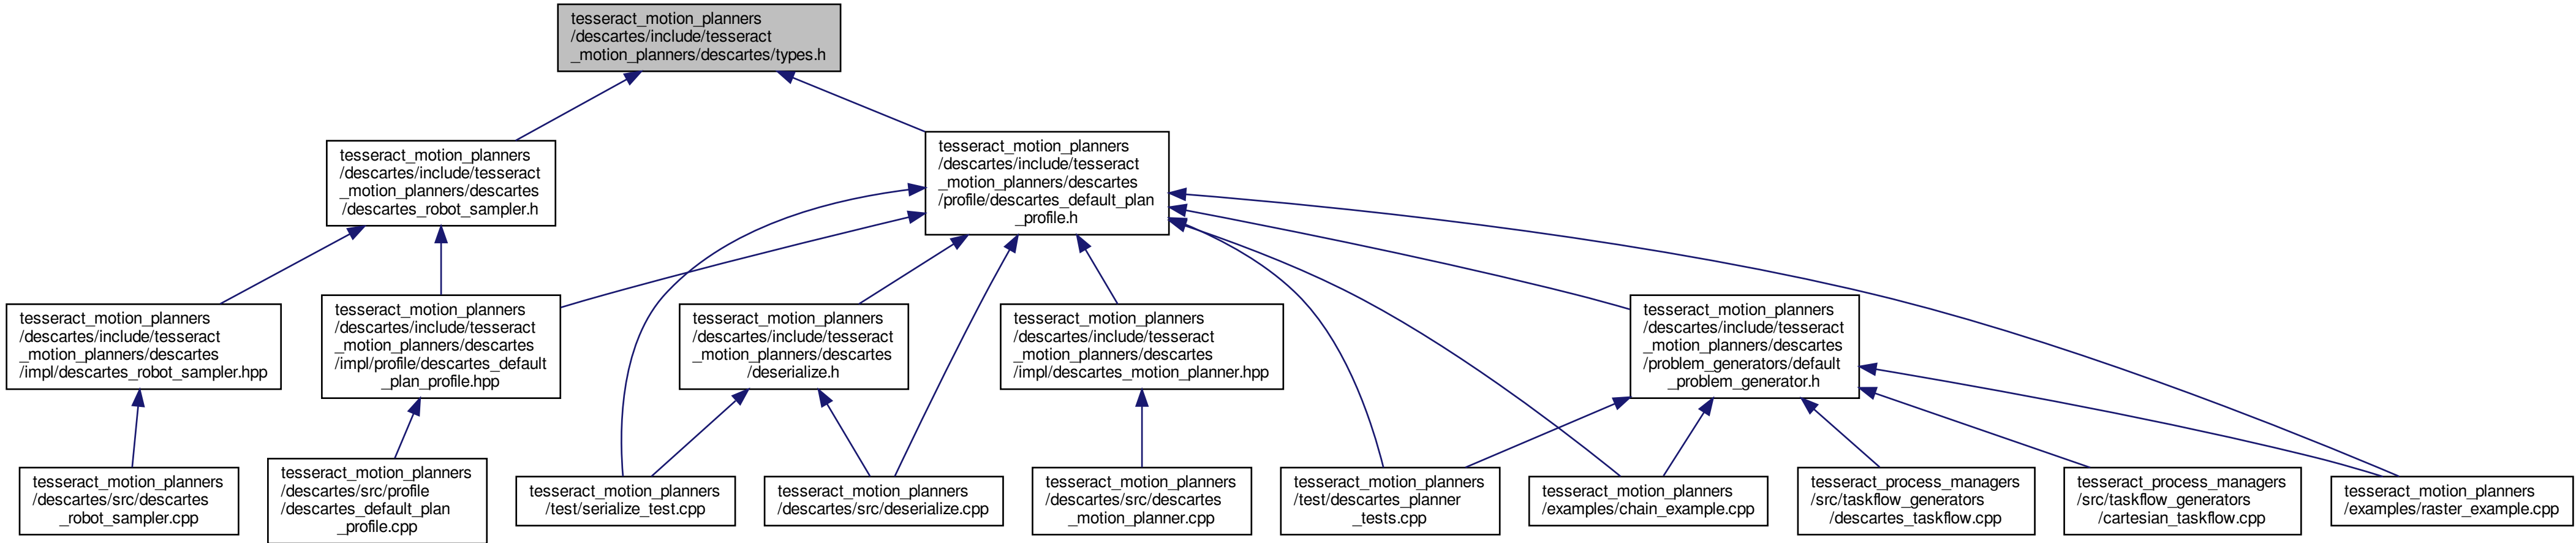 tesseract_motion_planners
/descartes/include/tesseract
_motion_planners/descartes/types.h
tesseract_motion_planners
/descartes/include/tesseract
_motion_planners/descartes
/descartes_robot_sampler.h
tesseract_motion_planners
/descartes/include/tesseract
_motion_planners/descartes
/profile/descartes_default_plan
_profile.h
tesseract_motion_planners
/descartes/include/tesseract
_motion_planners/descartes
/impl/descartes_robot_sampler.hpp
tesseract_motion_planners
/descartes/include/tesseract
_motion_planners/descartes
/impl/profile/descartes_default
_plan_profile.hpp
tesseract_motion_planners
/descartes/include/tesseract
_motion_planners/descartes
/deserialize.h
tesseract_motion_planners
/descartes/include/tesseract
_motion_planners/descartes
/impl/descartes_motion_planner.hpp
tesseract_motion_planners
/descartes/include/tesseract
_motion_planners/descartes
/problem_generators/default
_problem_generator.h
tesseract_motion_planners
/descartes/src/descartes
_robot_sampler.cpp
tesseract_motion_planners
/descartes/src/profile
/descartes_default_plan
_profile.cpp
tesseract_motion_planners
/test/serialize_test.cpp
tesseract_motion_planners
/descartes/src/deserialize.cpp
tesseract_motion_planners
/descartes/src/descartes
_motion_planner.cpp
tesseract_motion_planners
/test/descartes_planner
_tests.cpp
tesseract_motion_planners
/examples/chain_example.cpp
tesseract_process_managers
/src/taskflow_generators
/descartes_taskflow.cpp
tesseract_process_managers
/src/taskflow_generators
/cartesian_taskflow.cpp
tesseract_motion_planners
/examples/raster_example.cpp